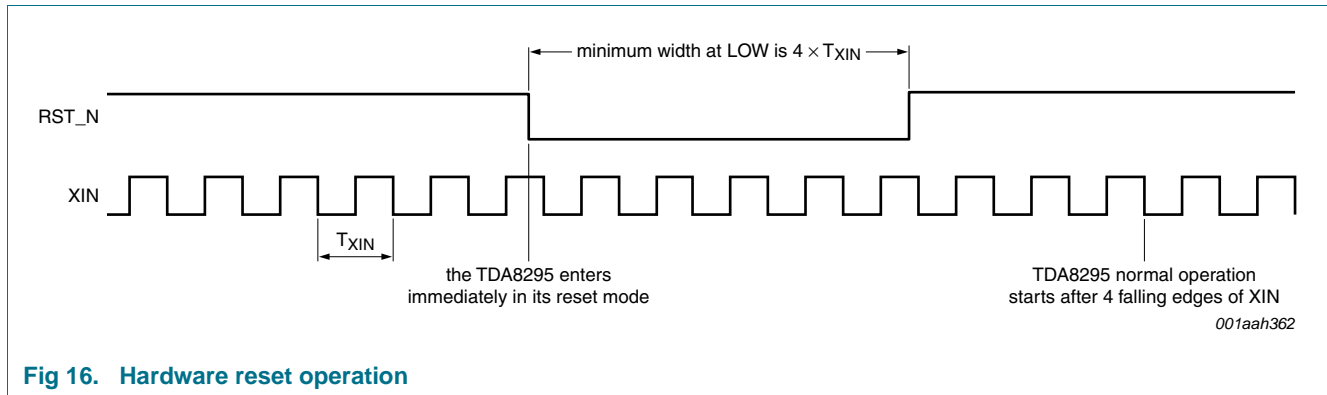 minimum width at LOW is 4 × TXIN
RST_N
XIN
TXIN
the TDA8295 enters
immediately in its reset mode
TDA8295 normal operation
starts after 4 falling edges of XIN
001aah362
Fig 16. Hardware reset operation